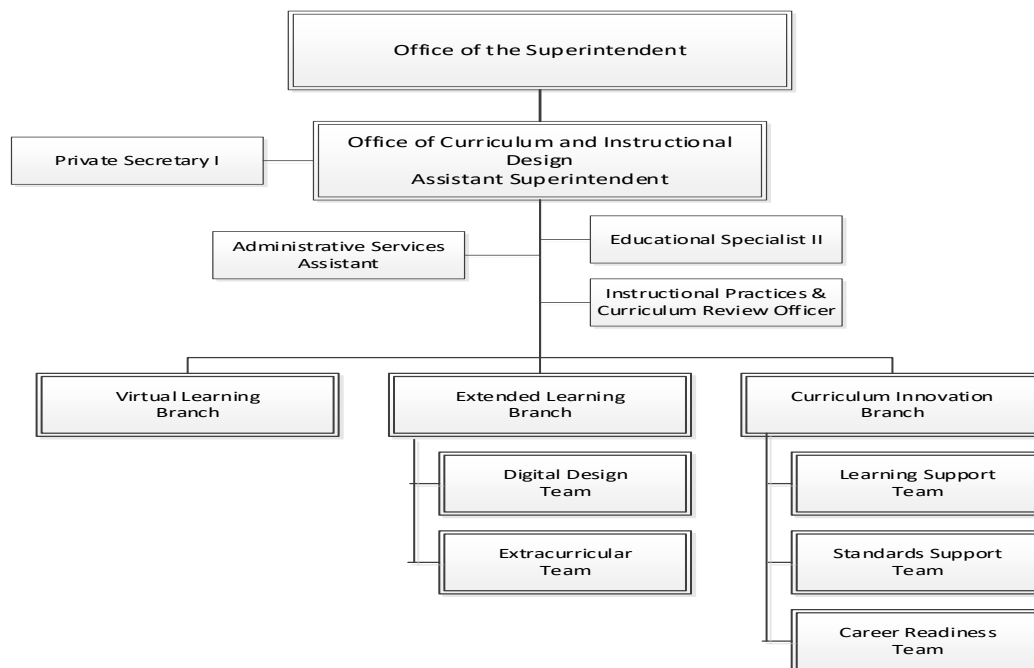 Office of the Superintendent
Office of Curriculum and Instructional
Design
Assistant Superintendent
Private Secretary I
Administrative Services
Assistant
Educational Specialist II
Instructional Practices &
Curriculum Review Officer
Virtual Learning
Branch
Extended Learning
Branch
Curriculum Innovation
Branch
Digital Design
Team
Extracurricular
Team
Learning Support
Team
Standards Support
Team
Career Readiness
Team